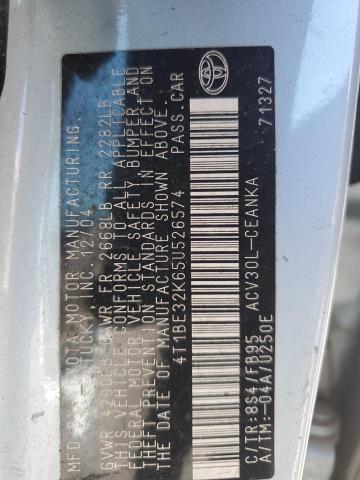 MFD. BY TOYOTA MOTOR MANUFACTURING,
KENTUCKY, INC. 12/04
GVWR 4200LB GAWR FR 2668LB RR 2282LB
THIS VEHICLE CONFORMS TO ALL APPLICABLE
FEDERAL MOTOR VEHICLE SAFETY, BUMPER AND
THEFT PREVENTION STANDARDS IN EFFECT ON
THE DATE OF MANUFACTURE SHOWN ABOVE.
4T1BE32K65U526574 PASS. CAR
C/TR:8S4/FB95 ACV30L-CEANKA
A/TM:-04A/U250E 71327